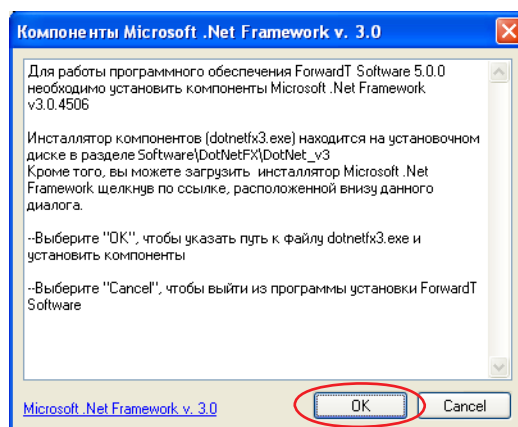 Компоненты Microsoft .Net Framework v. 3.0
Для работы программного обеспечения ForwardT Software 5.0.0
необходимо установить компоненты Microsoft .Net Framework
v3.0.4506
Инсталлятор компонентов (dotnetfx3.exe) находится на установочном
диске в разделе Software\DotNetFX\DotNet_v3
Кроме того, вы можете загрузить инсталлятор Microsoft .Net
Framework щелкнув по ссылке, расположенной внизу данного
диалога.
--Выберите "OK", чтобы указать путь к файлу dotnetfx3.exe и
установить компоненты
--Выберите "Cancel", чтобы выйти из программы установки ForwardT
Software
Microsoft .Net Framework v. 3.0
OK
Cancel